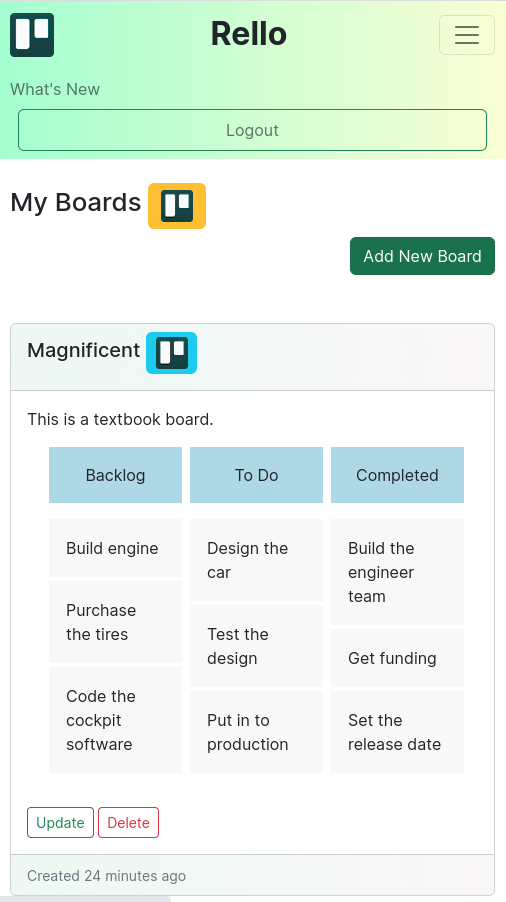 Rello
What's New
Logout
My Boards
Add New Board
Magnificent
This is a textbook board.
Backlog
To Do
Completed
Build engine
Purchase
the tires
Code the
cockpit
software
Design the
car
Test the
design
Put in to
production
Build the
engineer
team
Get funding
Set the
release date
Update
Delete
Created 24 minutes ago